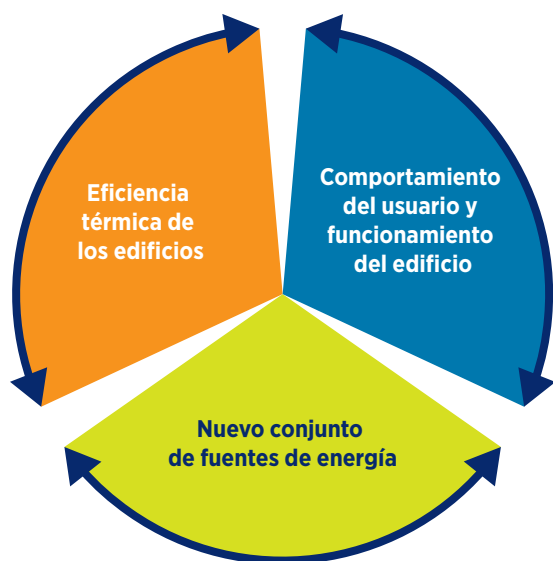 Eficiencia
térmica de
los edificios
Comportamiento
del usuario y
funcionamiento
del edificio
Nuevo conjunto
de fuentes de energía